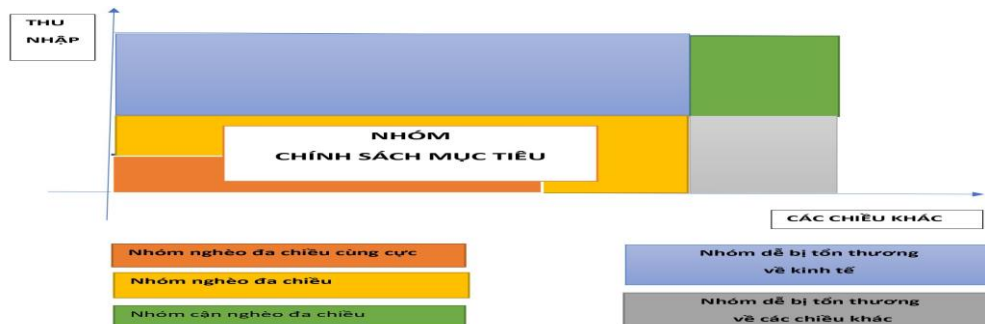 THU
NHẬP
NHÓM
CHÍNH SÁCH MỤC TIÊU
CÁC CHIỀU KHÁC
Nhóm nghèo đa chiều cùng cực
Nhóm nghèo đa chiều
Nhóm cận nghèo đa chiều
Nhóm dễ bị tổn thương
về kinh tế
Nhóm dễ bị tổn thương
về các chiều khác